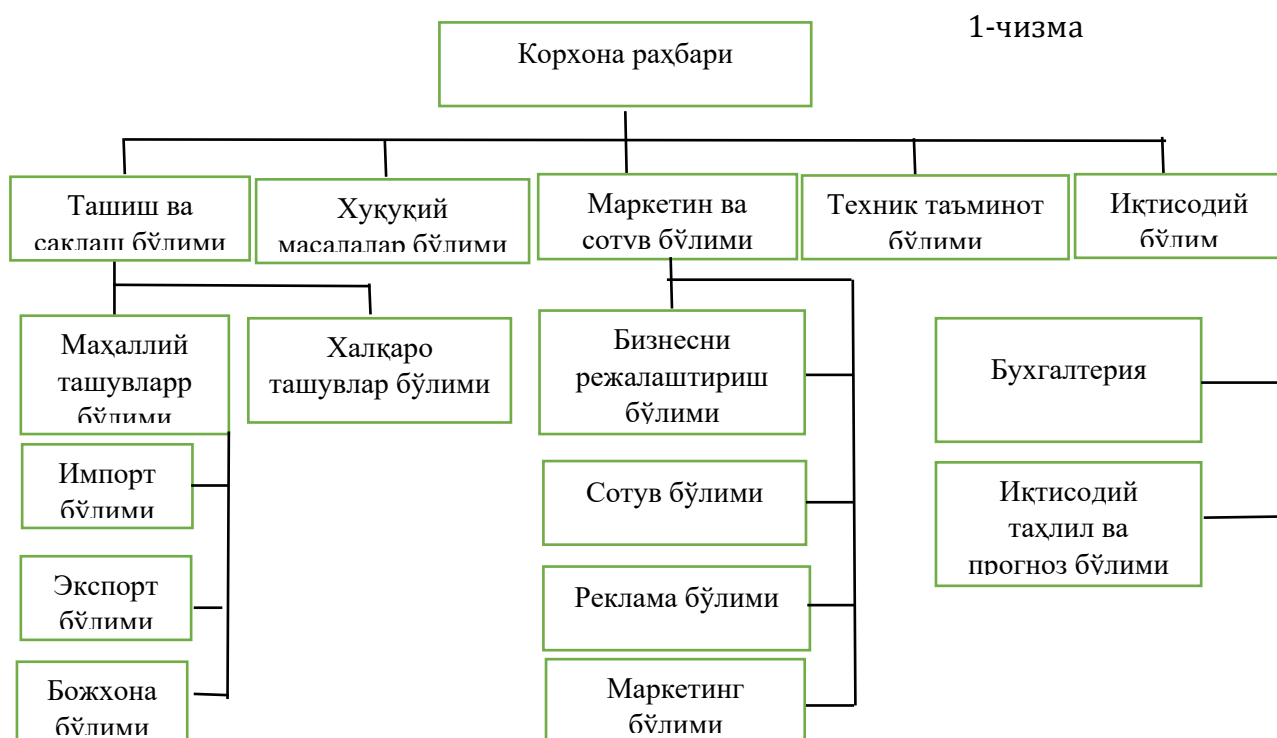 1-чизма
Корхона раҳбари
Ташиш ва
сақлаш бўлими
Хуқуқий
масалалар бўлими
Маркетин ва
сотув бўлими
Техник таъминот
бўлими
Иқтисодий
бўлим
Маҳаллий
ташувларр
бўлими
Халқаро
ташувлар бўлими
Бизнесни
режалаштириш
бўлими
Бухгалтерия
Импорт
бўлими
Сотув бўлими
Иқтисодий
таҳлил ва
прогноз бўлими
Экспорт
бўлими
Реклама бўлими
Божхона
бўлими
Маркетинг
бўлими